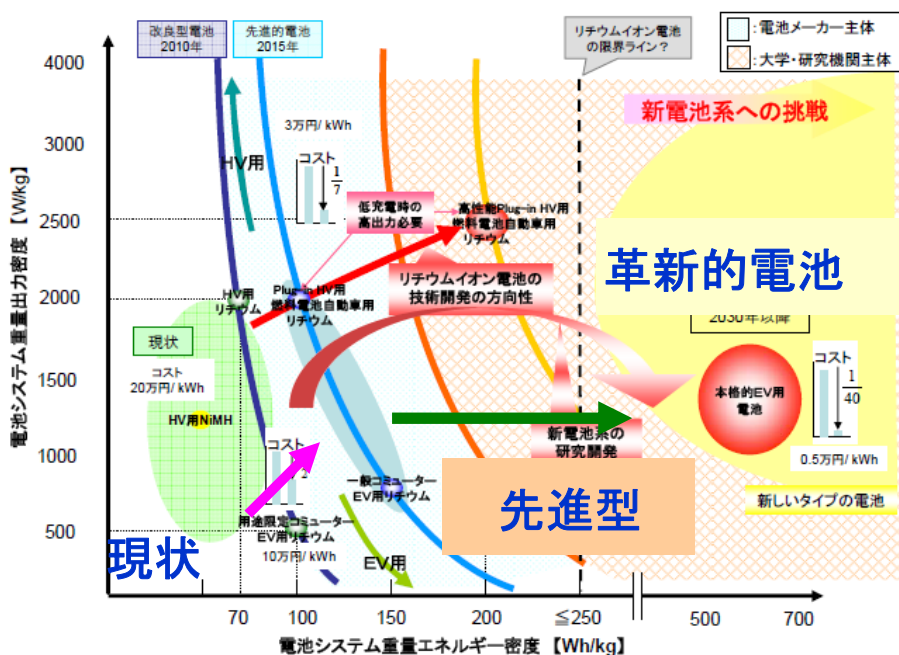 改良型電池
2010年
先進的電池
2015年
リチウムイオン電池
の限界ライン?
:電池メーカー主体
:大学・研究機関主体
新電池系への挑戦
4000
3000
2500
2000
1500
1000
500
電池システム重量出力密度 【W/kg】
HV用
3万円/ kWh
コスト
1
7
低充電時の
高出力必要
高性能Plug-in HV用
燃料電池自動車用
リチウム
リチウムイオン電池の
技術開発の方向性
革新的電池
2030年以降
HV用
リチウム
Plug-in HV用
燃料電池自動車用
リチウム
現状
コスト
20万円/ kWh
HV用NiMH
コスト
2
本格的EV用
電池
コスト
1
40
0.5万円/ kWh
新電池系の
研究開発
一般コミューター
EV用リチウム
先進型
新しいタイプの電池
用途限定コミューター
EV用リチウム
10万円/ kWh
EV用
現状
70
100
150
200
≦250
500
700
電池システム重量エネルギー密度 【Wh/kg】